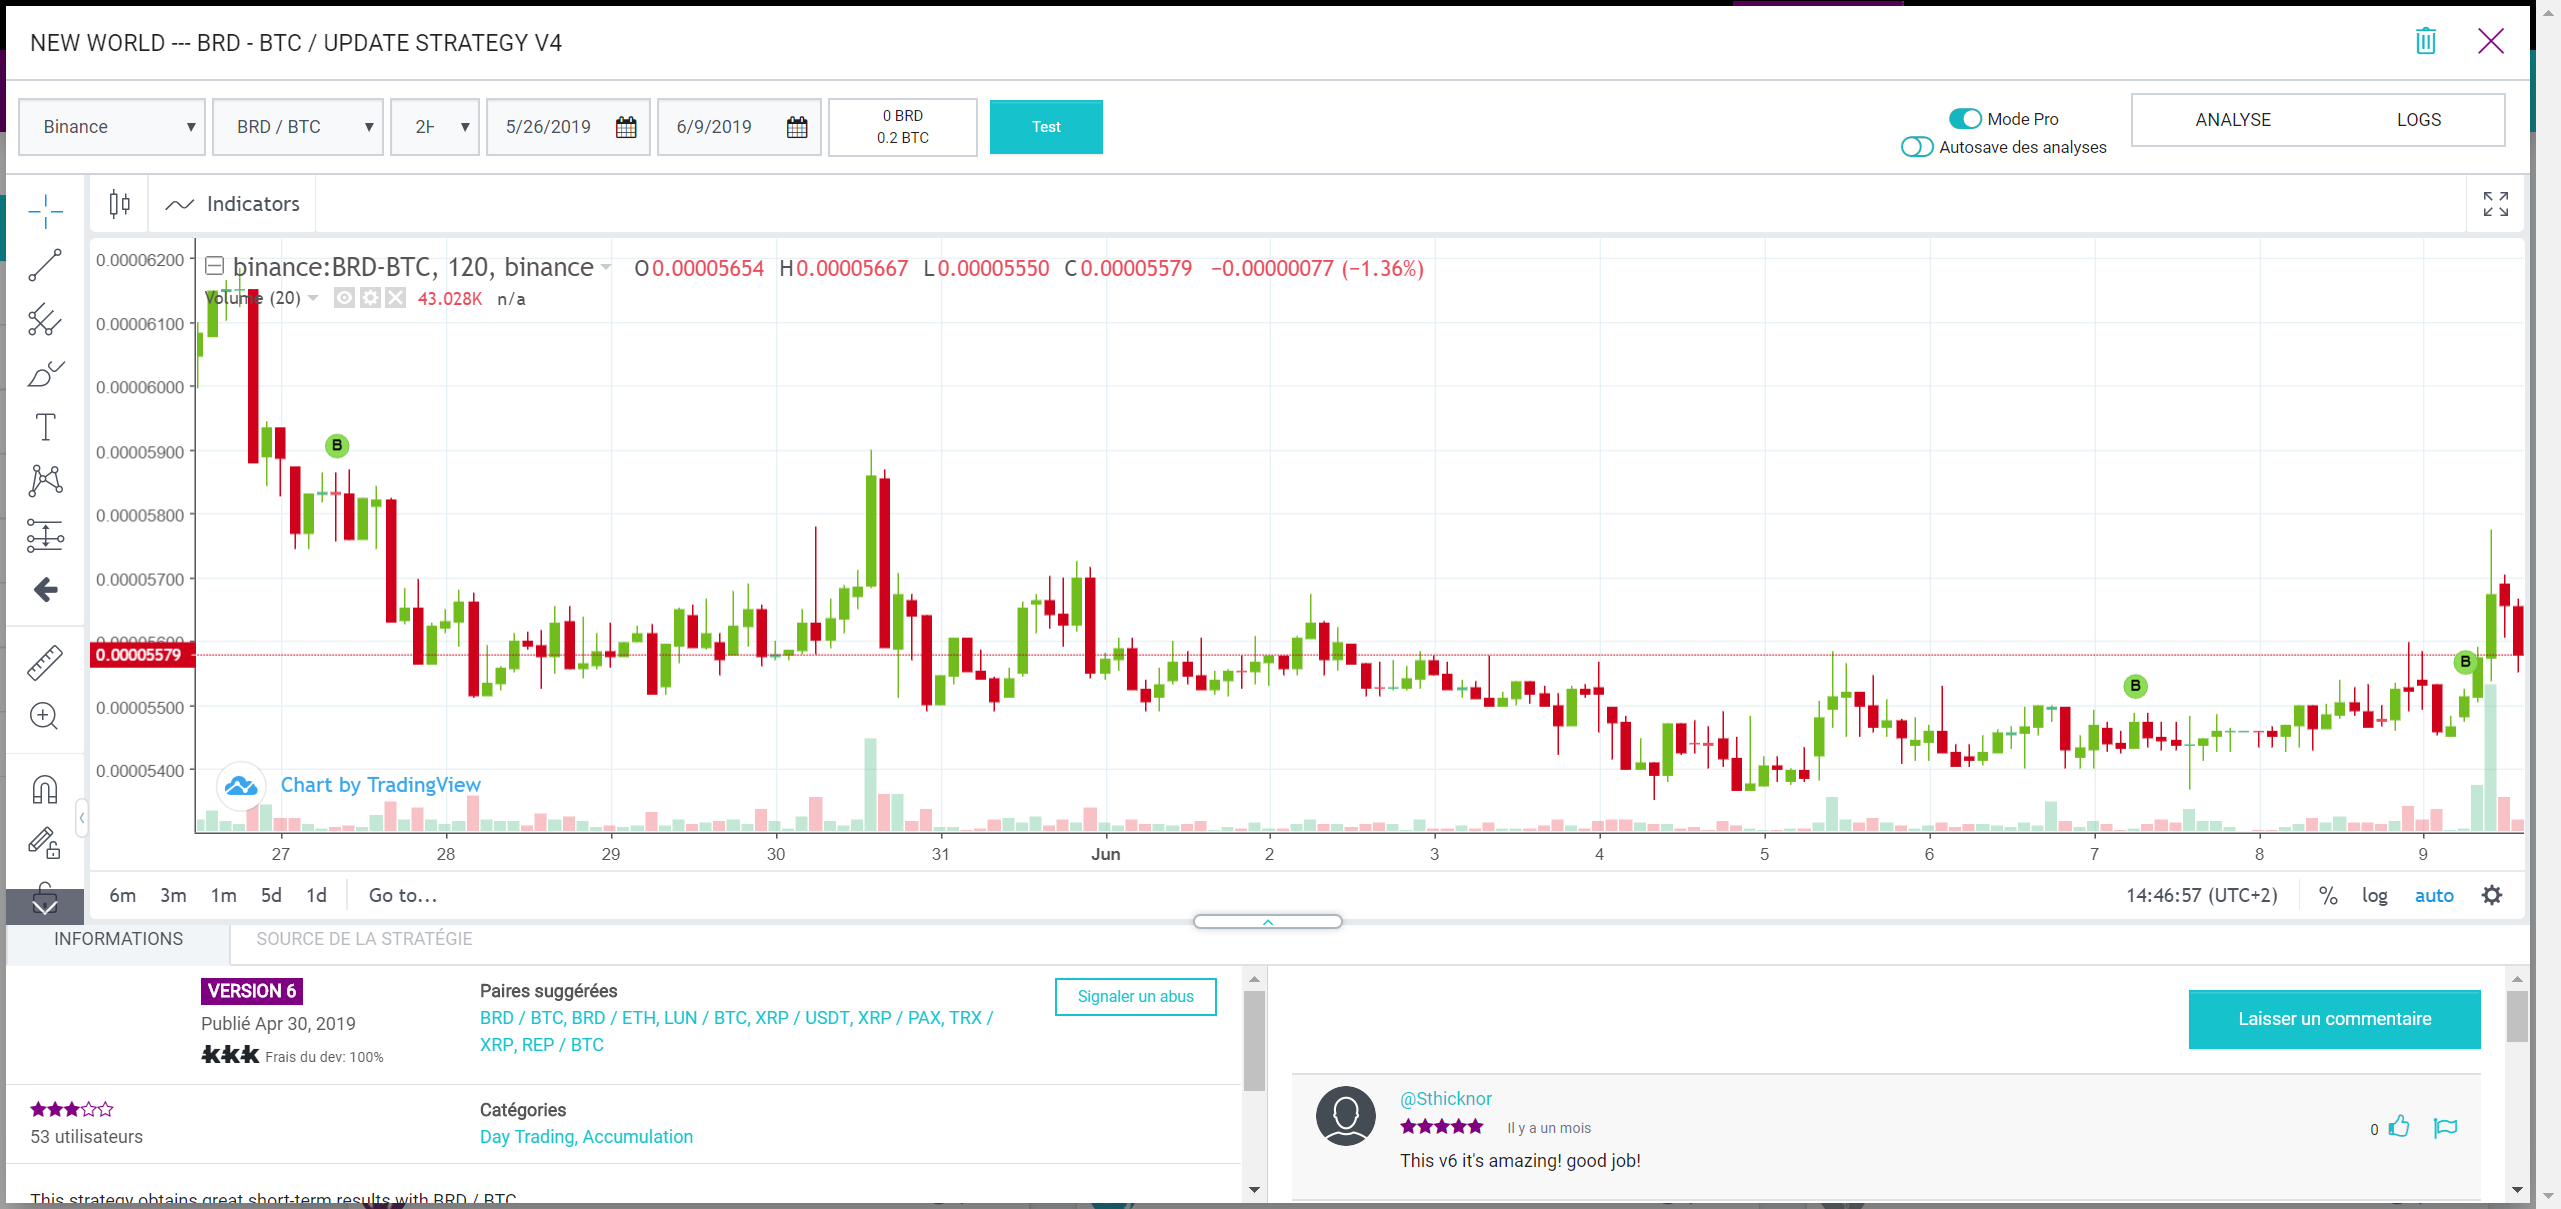 NEW WORLD --- BRD - BTC / UPDATE STRATEGY V4
Binance
BRD / BTC
5/26/2019
6/9/2019
0 BRD
0.2 BTC
Test
Mode Pro
Autosave des analyses
ANALYSE
LOGS
Indicators
binance:BRD-BTC, 120, binance
O0.00005654 H0.00005667 L0.00005550 C0.00005579 −0.00000077 (−1.36%)
Volume (20)
43.028K n/a
0.00006200
0.00006100
0.00006000
0.00005900
0.00005800
0.00005700
0.00005600
0.00005579
0.00005500
0.00005400
B
B
B
Chart by TradingView
27 28 29 30 31 Jun 2 3 4 5 6 7 8 9
6m 3m 1m 5d 1d Go to...
14:46:57 (UTC+2) % log auto
INFORMATIONS
SOURCE DE LA STRATÉGIE
VERSION 6
Publié Apr 30, 2019
Frais du dev: 100%
Paires suggérées
BRD / BTC, BRD / ETH, LUN / BTC, XRP / USDT, XRP / PAX, TRX /
XRP, REP / BTC
Signaler un abus
53 utilisateurs
Catégories
Day Trading, Accumulation
This strategy obtains great short-term results with BRD / BTC
Laisser un commentaire
@Sthicknor
Il y a un mois
0
This v6 it's amazing! good job!